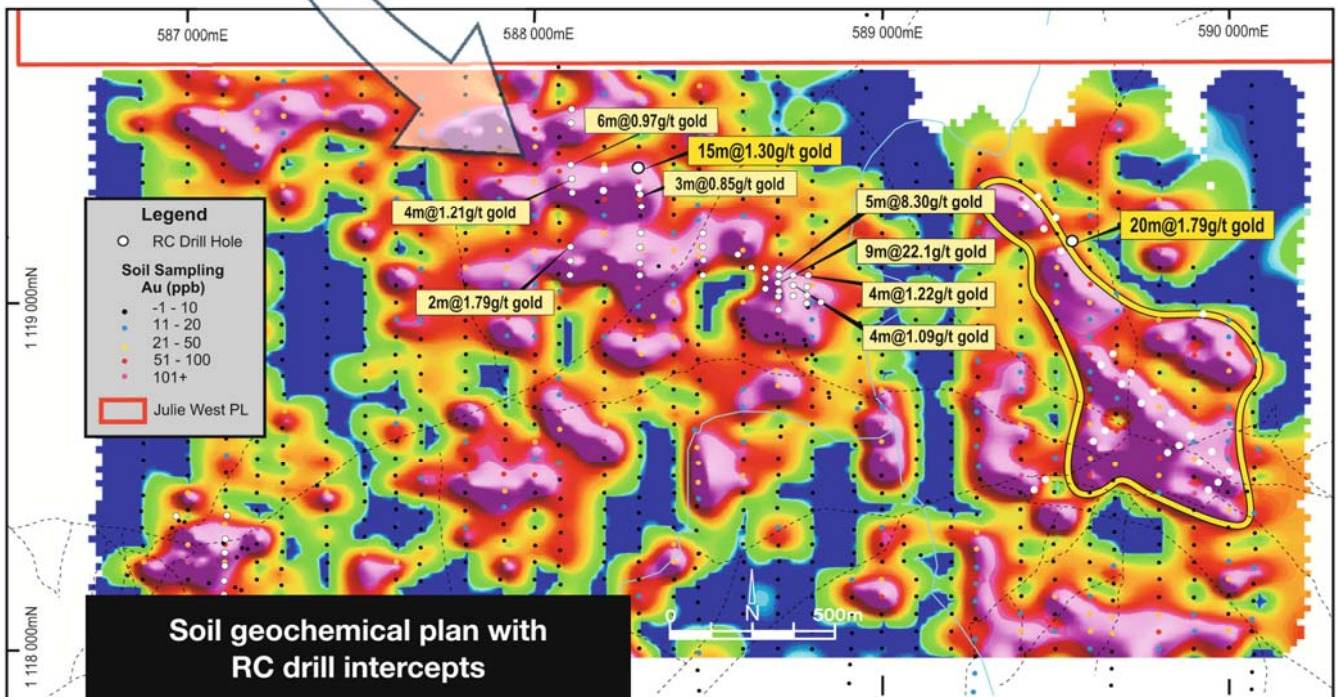 587 000mE
588 000mE
589 000mE
590 000mE
6m@0.97g/t gold
15m@1.30g/t gold
3m@0.85g/t gold
4m@1.21g/t gold
5m@8.30g/t gold
20m@1.79g/t gold
9m@22.1g/t gold
2m@1.79g/t gold
4m@1.22g/t gold
4m@1.09g/t gold
1 119 000mN
Legend
RC Drill Hole
Soil Sampling
Au (ppb)
-1 - 10
11 - 20
21 - 50
51 - 100
101+
Julie West PL
1 118 000mN
N
0 500m
Soil geochemical plan with
RC drill intercepts